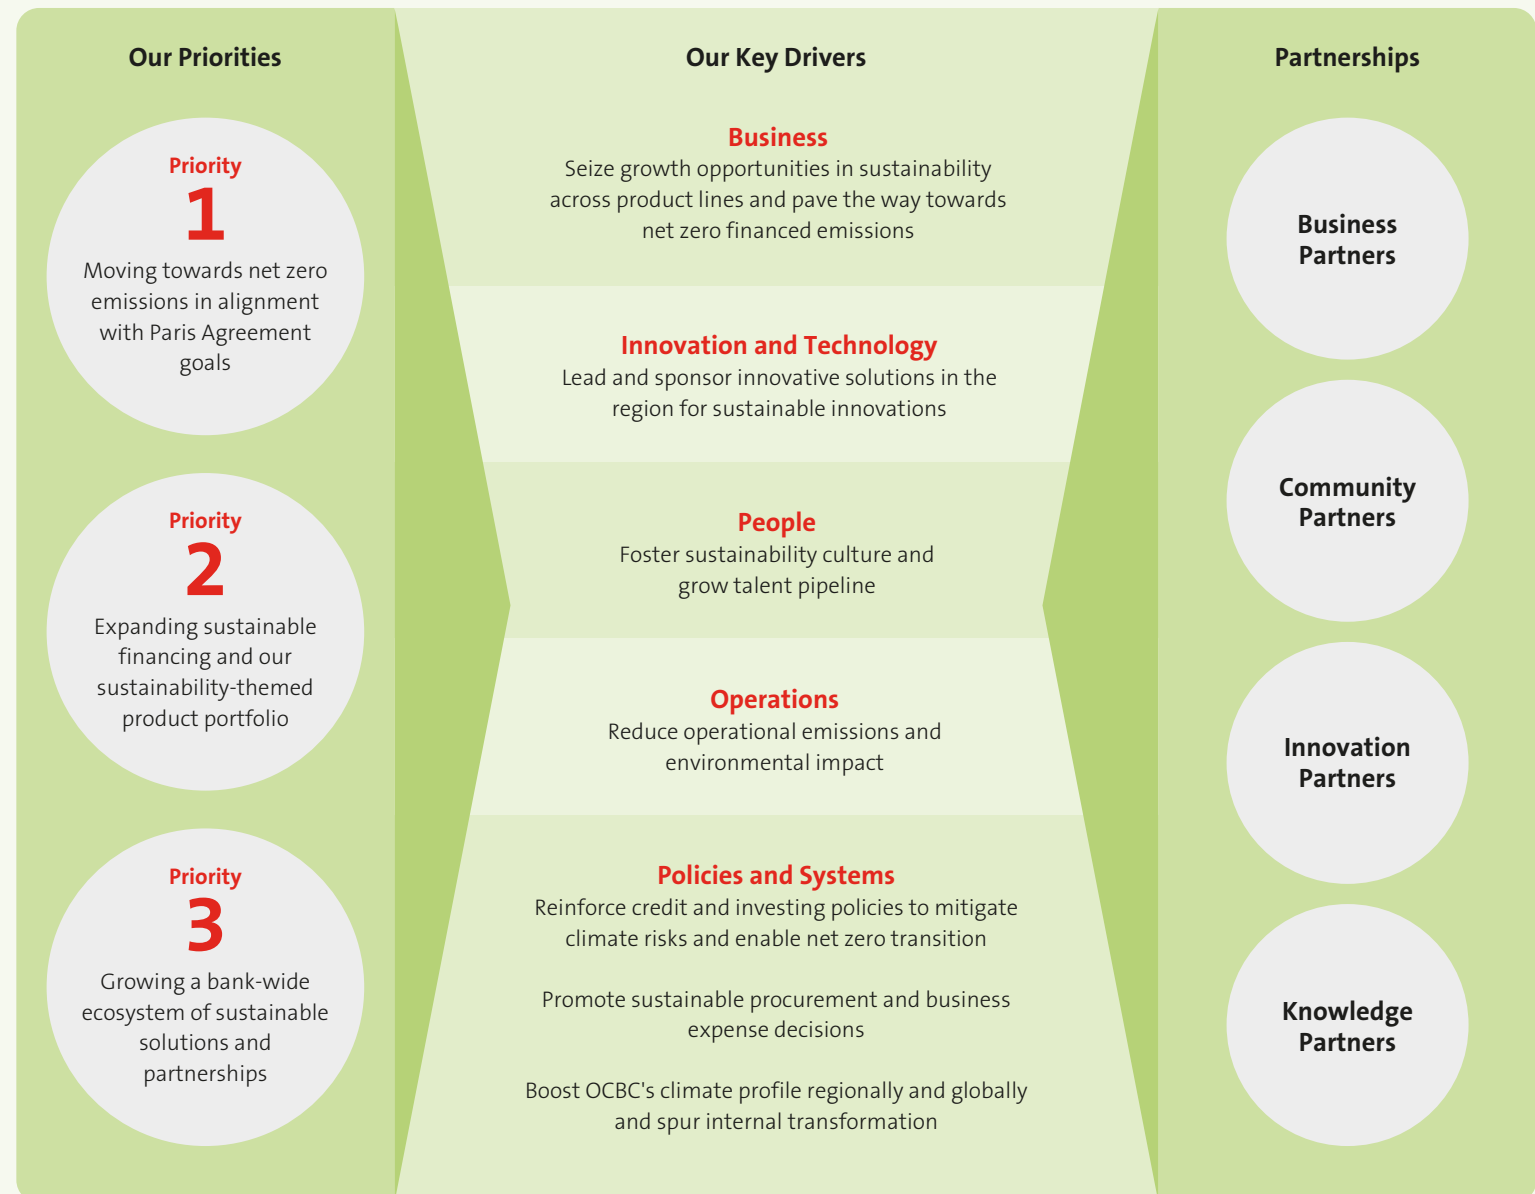 Our Priorities
Priority
1
Moving towards net zero
emissions in alignment
with Paris Agreement
goals
Priority
2
Expanding sustainable
financing and our
sustainability-themed
product portfolio
Priority
3
Growing a bank-wide
ecosystem of sustainable
solutions and
partnerships
Our Key Drivers
Business
Seize growth opportunities in sustainability
across product lines and pave the way towards
net zero financed emissions
Innovation and Technology
Lead and sponsor innovative solutions in the
region for sustainable innovations
People
Foster sustainability culture and
grow talent pipeline
Operations
Reduce operational emissions and
environmental impact
Policies and Systems
Reinforce credit and investing policies to mitigate
climate risks and enable net zero transition
Promote sustainable procurement and business
expense decisions
Boost OCBC's climate profile regionally and globally
and spur internal transformation
Partnerships
Business
Partners
Community
Partners
Innovation
Partners
Knowledge
Partners